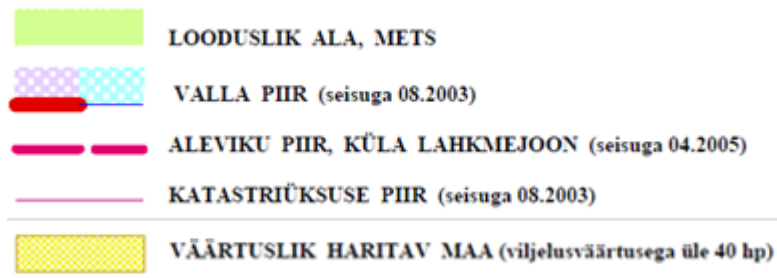 LOODUSLIK ALA, METS
VALLA PIIR (seisuga 08.2003)
ALEVIKU PIIR, KÜLA LAHKMEJOON (seisuga 04.2005)
KATASTRIÜKSUSE PIIR (seisuga 08.2003)
VÄÄRTUSLIK HARITAV MAA (viljelusväärtusega üle 40 hp)